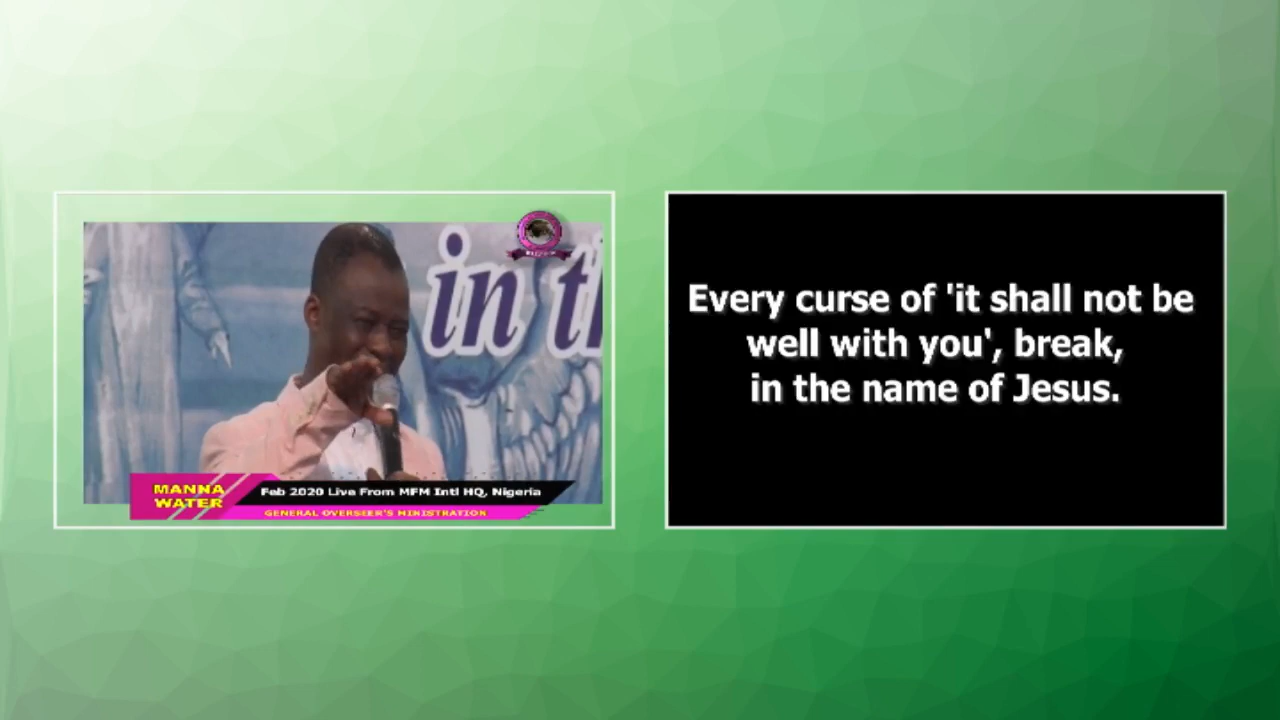 in th
MANNA
WATER
Feb 2020 Live From MFM Intl HQ, Nigeria
GENERAL OVERSEER'S MINISTRATION
Every curse of 'it shall not be
well with you', break,
in the name of Jesus.